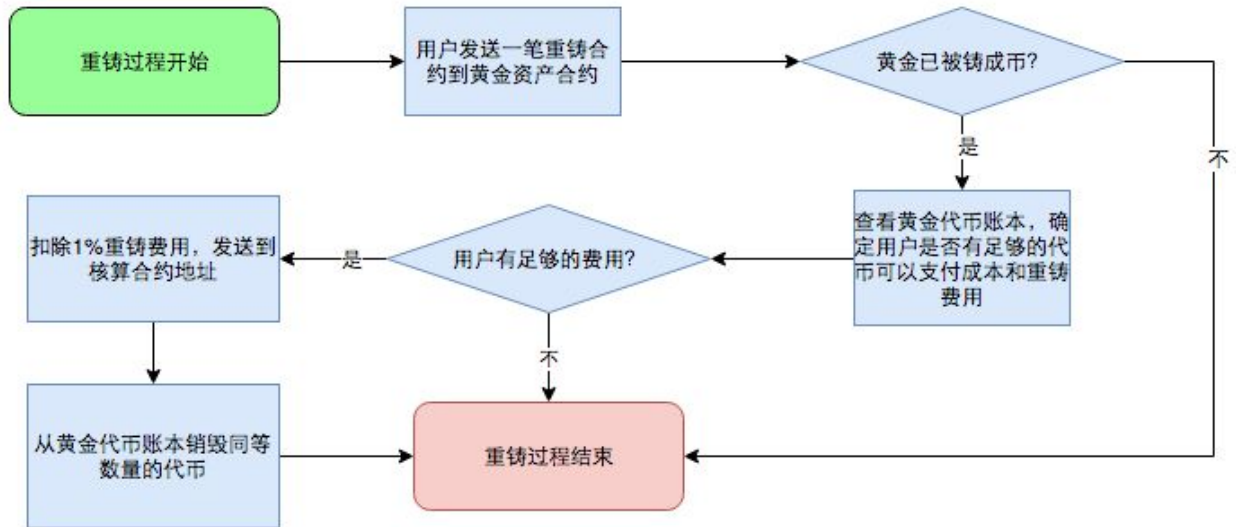 重铸过程开始
用户发送一笔重铸合
约到黄金资产合约
黄金已被铸成币?
是
不
查看黄金代币账本，确
定用户是否有足够的代
币可以支付成本和重铸
费用
用户有足够的费用?
是
不
扣除1%重铸费用，发送到
核算合约地址
从黄金代币账本销毁同等
数量的代币
重铸过程结束